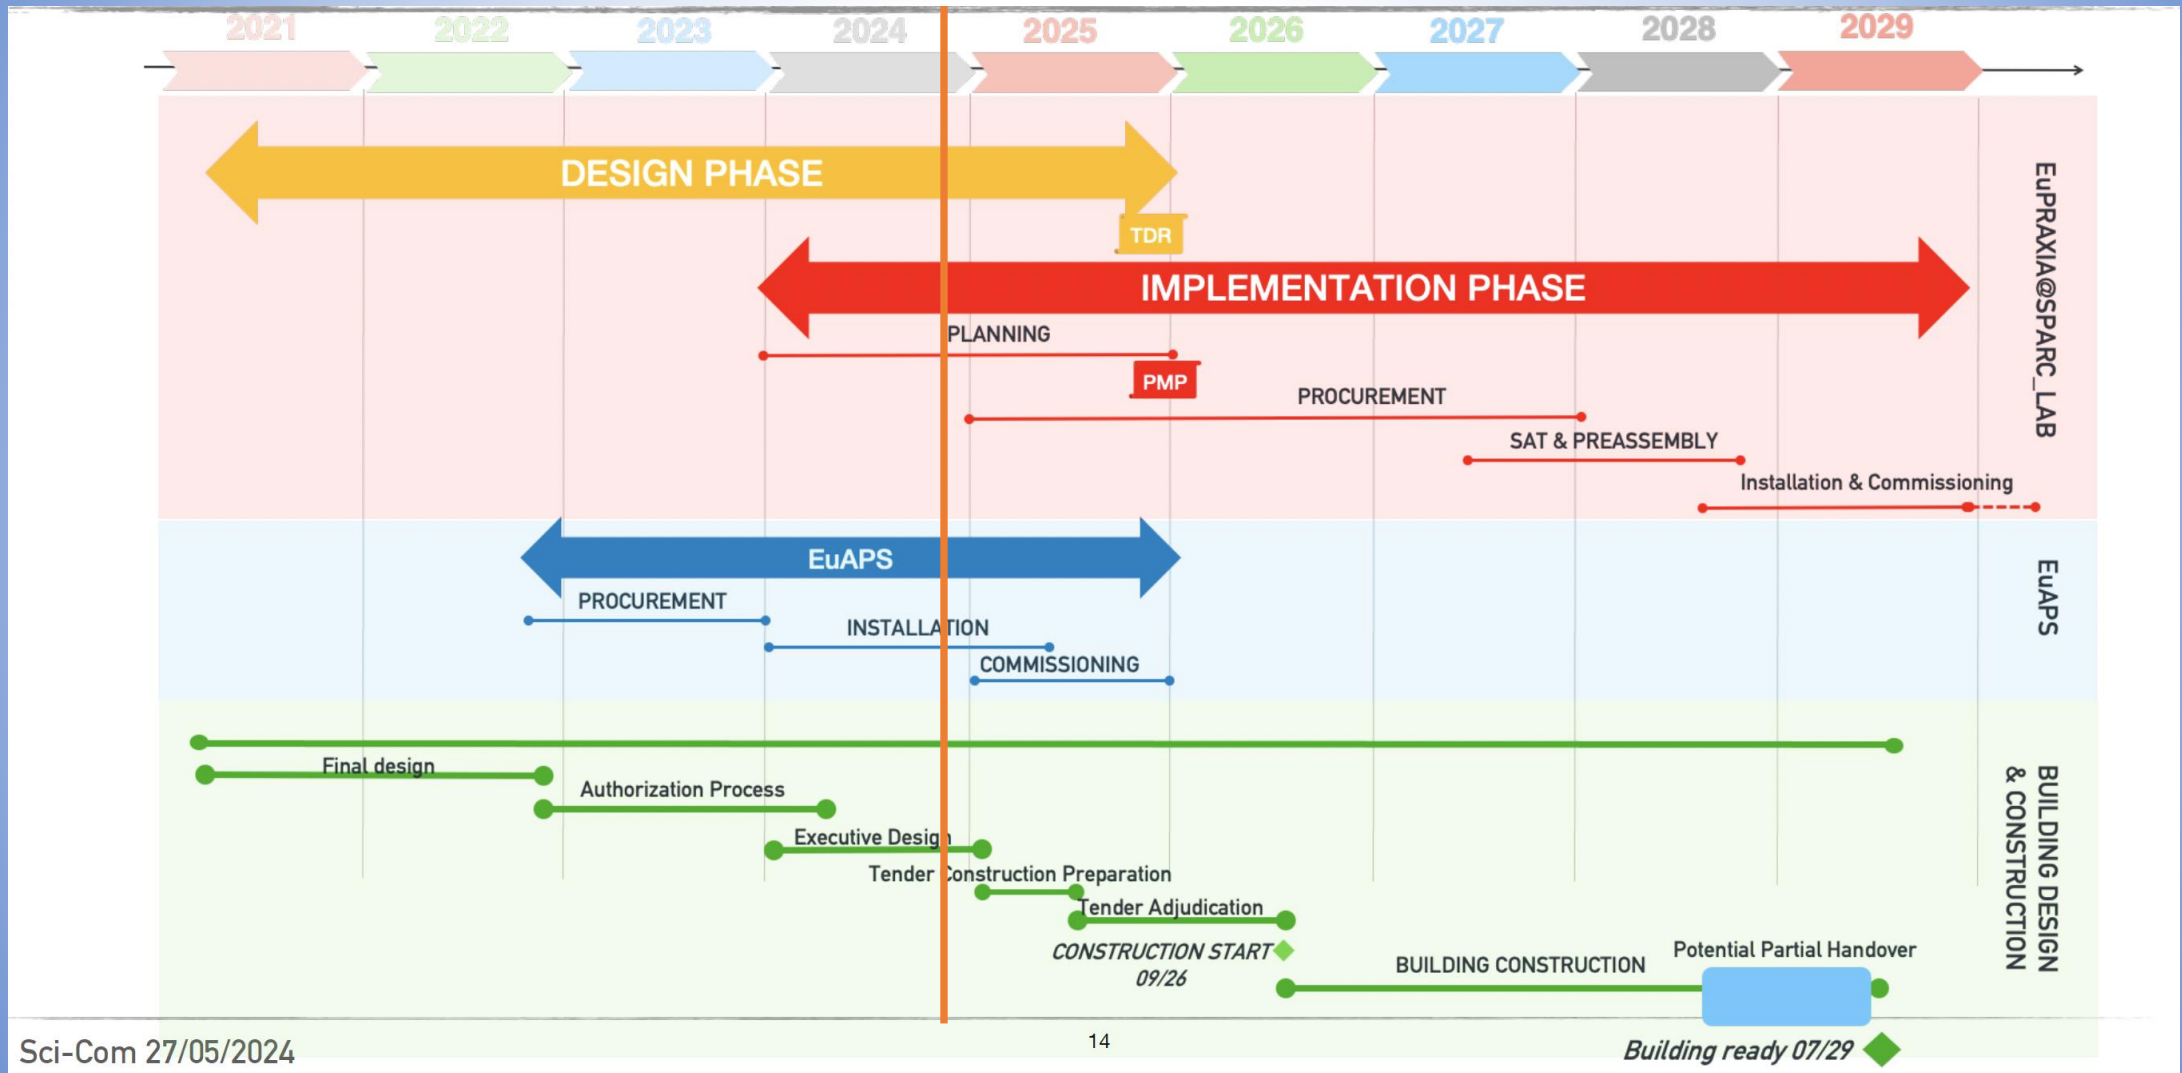 2021 2022 2023 2024 2025 2026 2027 2028 2029
DESIGN PHASE
TDR
IMPLEMENTATION PHASE
PLANNING
PMP
PROCUREMENT
SAT & PREASSEMBLY
Installation & Commissioning
EuPRAXIA@SPARC_LAB
EuAPS
PROCUREMENT
INSTALLATION
COMMISSIONING
EuAPS
Final design
Authorization Process
Executive Design
Tender Construction Preparation
Tender Adjudication
CONSTRUCTION START
09/26
BUILDING CONSTRUCTION
Potential Partial Handover
Building ready 07/29
BUILDING DESIGN
& CONSTRUCTION
Sci-Com 27/05/2024
14